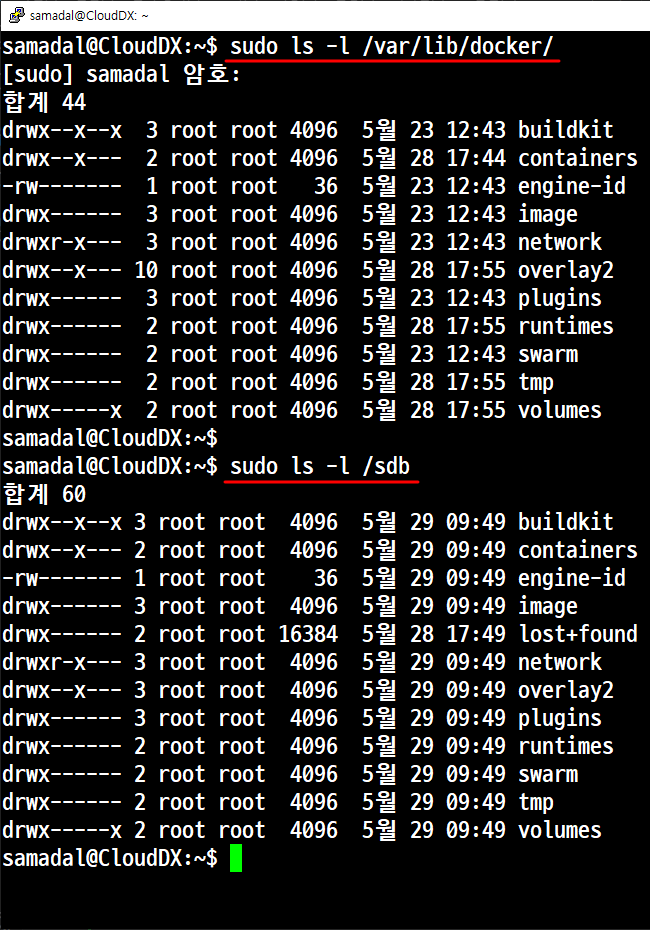 samadal@CloudDX: ~
samadal@CloudDX:~$ sudo ls -l /var/lib/docker/
[sudo] samadal 암호:
합계 44
drwx--x--x  3 root root 4096  5월 23 12:43 buildkit
drwx--x---  2 root root 4096  5월 28 17:44 containers
-rw-------  1 root root   36  5월 23 12:43 engine-id
drwx------  3 root root 4096  5월 23 12:43 image
drwxr-x---  3 root root 4096  5월 23 12:43 network
drwx--x--- 10 root root 4096  5월 28 17:55 overlay2
drwx------  3 root root 4096  5월 23 12:43 plugins
drwx------  2 root root 4096  5월 28 17:55 runtimes
drwx------  2 root root 4096  5월 23 12:43 swarm
drwx------  2 root root 4096  5월 28 17:55 tmp
drwx-----x  2 root root 4096  5월 28 17:55 volumes
samadal@CloudDX:~$
samadal@CloudDX:~$ sudo ls -l /sdb
합계 60
drwx--x--x 3 root root  4096  5월 29 09:49 buildkit
drwx--x--- 2 root root  4096  5월 29 09:49 containers
-rw------- 1 root root    36  5월 29 09:49 engine-id
drwx------ 3 root root  4096  5월 29 09:49 image
drwx------ 2 root root 16384  5월 28 17:49 lost+found
drwxr-x--- 3 root root  4096  5월 29 09:49 network
drwx--x--- 3 root root  4096  5월 29 09:49 overlay2
drwx------ 3 root root  4096  5월 29 09:49 plugins
drwx------ 2 root root  4096  5월 29 09:49 runtimes
drwx------ 2 root root  4096  5월 29 09:49 swarm
drwx------ 2 root root  4096  5월 29 09:49 tmp
drwx-----x 2 root root  4096  5월 29 09:49 volumes
samadal@CloudDX:~$